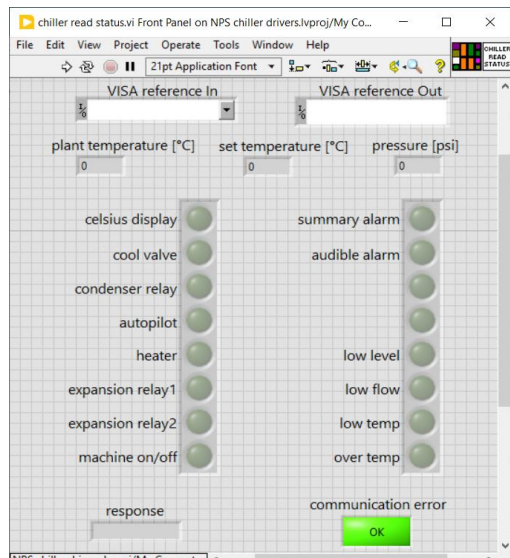 chiller read status.vi Front Panel on NPS chiller drivers.lvproj/My Co...
File Edit View Project Operate Tools Window Help
21pt Application Font
CHILLER
READ
STATUS
VISA reference In
VISA reference Out
I/O
I/O
plant temperature [°C]
set temperature [°C]
pressure [psi]
0
0
0
celsius display
summary alarm
cool valve
audible alarm
condenser relay
autopilot
heater
low level
expansion relay1
low flow
expansion relay2
low temp
machine on/off
over temp
response
communication error
OK